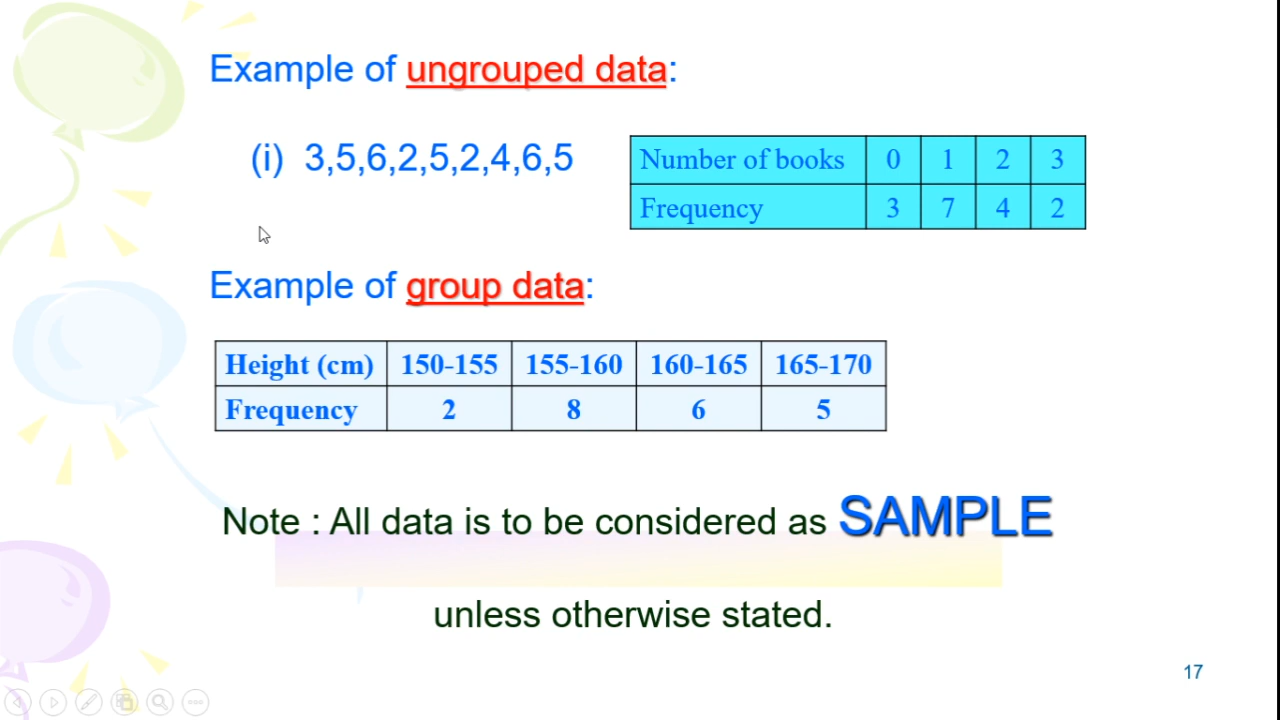 Example of ungrouped data:
(i) 3,5,6,2,5,2,4,6,5
Number of books 0 1 2 3
Frequency 3 7 4 2
Example of group data:
Height (cm) 150-155 155-160 160-165 165-170
Frequency 2 8 6 5
Note : All data is to be considered as SAMPLE
unless otherwise stated.
17